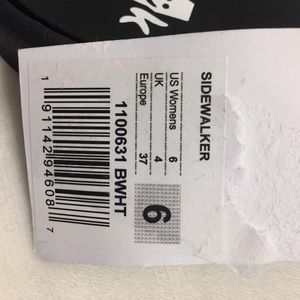 SIDEWALKER
US Womens 6
UK 4
Europe 37
1100631 BWHT
6
1 91142 94608 7